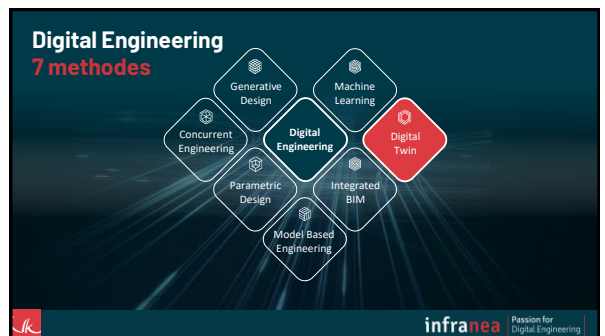 Digital Engineering
7 methodes
Generative
Design
Machine
Learning
Concurrent
Engineering
Digital
Engineering
Digital
Twin
Parametric
Design
Integrated
BIM
Model Based
Engineering
infranea
Passion for
Digital Engineering